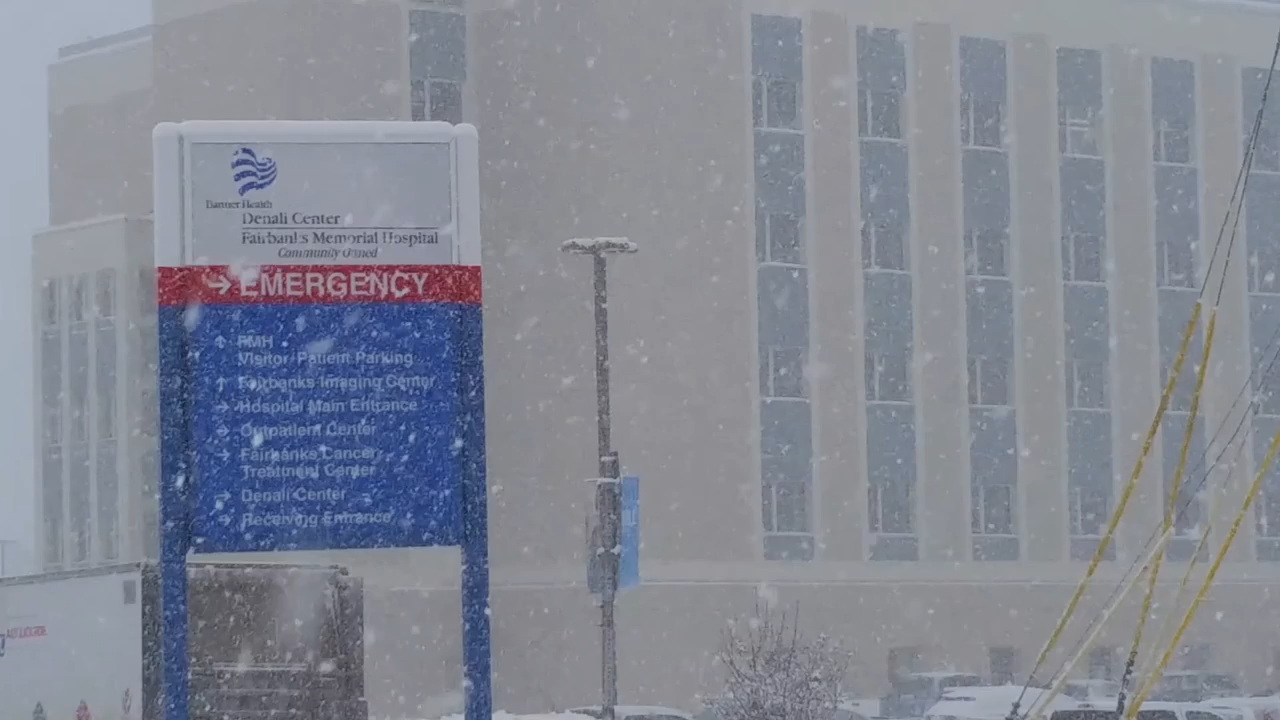 Banner Health
Denali Center
Fairbanks Memorial Hospital
Community Owned
→ EMERGENCY
↑ FMH
Visitor/Patient Parking
↑ Fairbanks Imaging Center
→ Hospital Main Entrance
→ Outpatient Center
→ Fairbanks Cancer
Treatment Center
→ Denali Center
→ Receiving Entrance